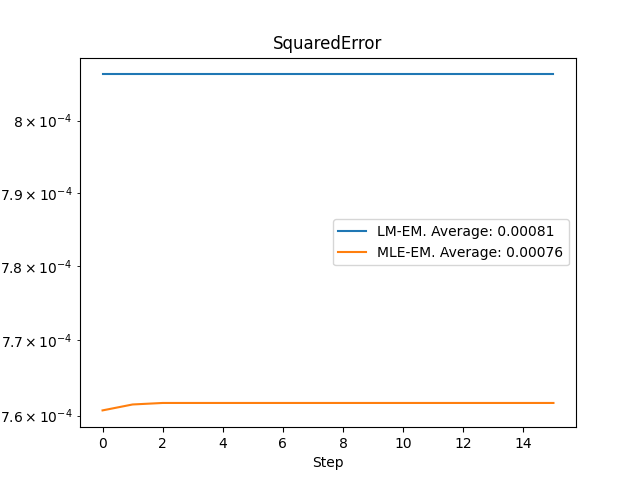 SquaredError
8 × 10⁻⁴
7.9 × 10⁻⁴
7.8 × 10⁻⁴
7.7 × 10⁻⁴
7.6 × 10⁻⁴
LM-EM. Average: 0.00081
MLE-EM. Average: 0.00076
0 2 4 6 8 10 12 14
Step